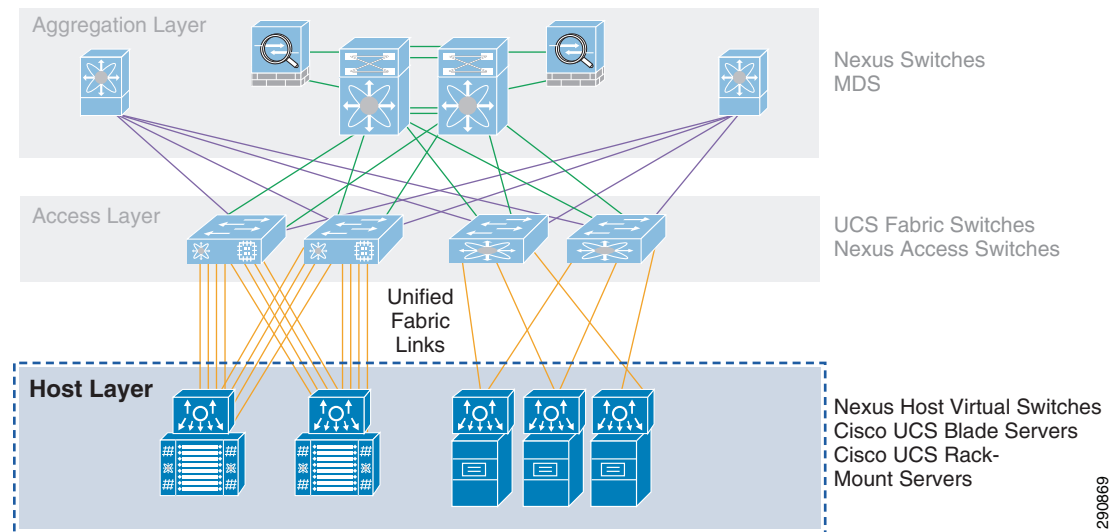 Aggregation Layer
Nexus Switches
MDS
Access Layer
UCS Fabric Switches
Nexus Access Switches
Unified
Fabric
Links
Host Layer
Nexus Host Virtual Switches
Cisco UCS Blade Servers
Cisco UCS Rack-
Mount Servers
290869